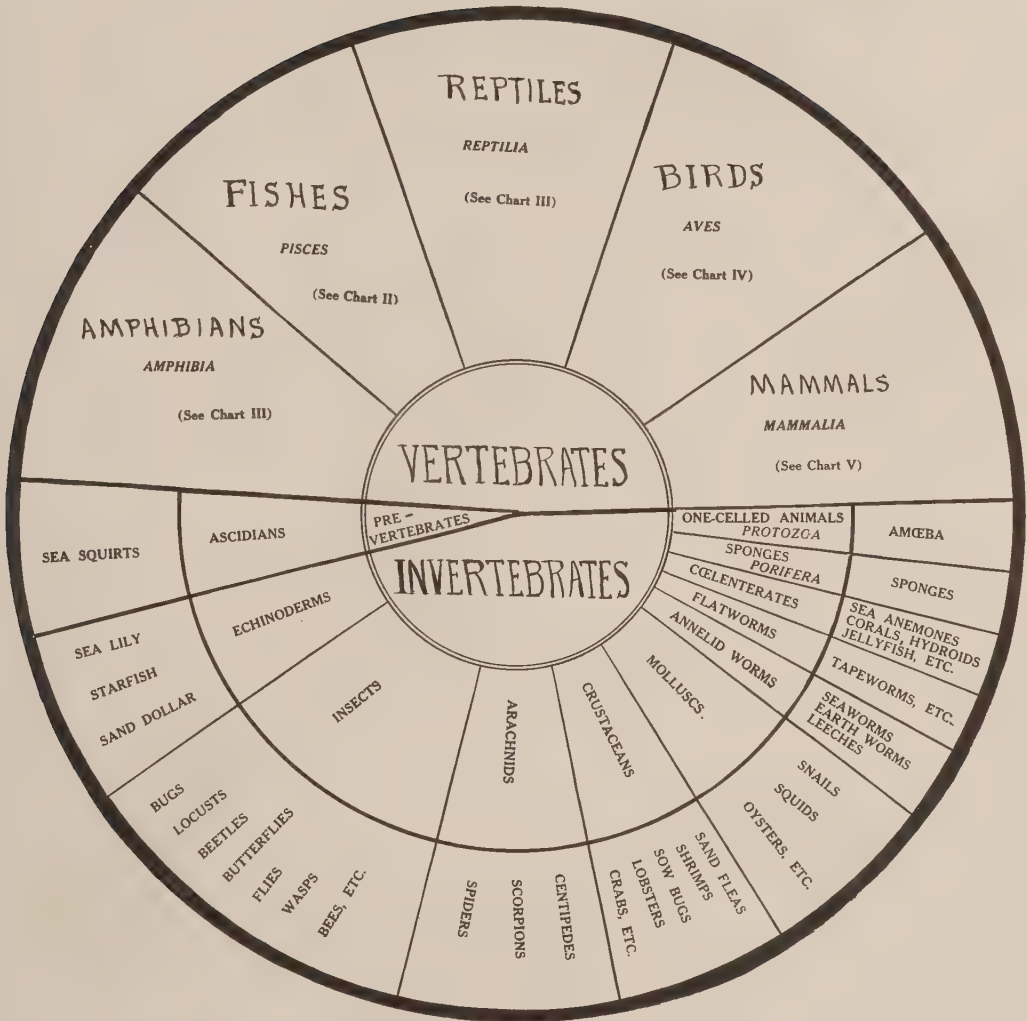 REPTILES
REPTILIA
(See Chart III)
FISHES
PISCES
(See Chart II)
BIRDS
AVES
(See Chart IV)
AMPHIBIANS
AMPHIBIA
(See Chart III)
MAMMALS
MAMMALIA
(See Chart V)
VERTEBRATES
PRE-
VERTEBRATES
INVERTEBRATES
ASCIDIANS
SEA SQUIRTS
ECHINODERMS
SEA LILY
STARFISH
SAND DOLLAR
INSECTS
BUGS
LOCUSTS
BEETLES
BUTTERFLIES
FLIES
WASPS
BEES, ETC.
ARACHNIDS
SPIDERS
SCORPIONS
CENTIPEDES
CRUSTACEANS
CRABS, ETC.
LOBSTERS
SOW BUGS
SHRIMPS
SAND FLEAS
MOLLUSCS.
SNAILS
SQUIDS
OYSTERS, ETC.
ANNELID WORMS
SEAWORMS
EARTH WORMS
LEECHES
FLATWORMS
TAPEWORMS, ETC.
CŒLENTERATES
SEA ANEMONES
CORALS, HYDROIDS
JELLYFISH, ETC.
SPONGES
PORIFERA
SPONGES
ONE-CELLED ANIMALS
PROTOZOA
AMŒBA